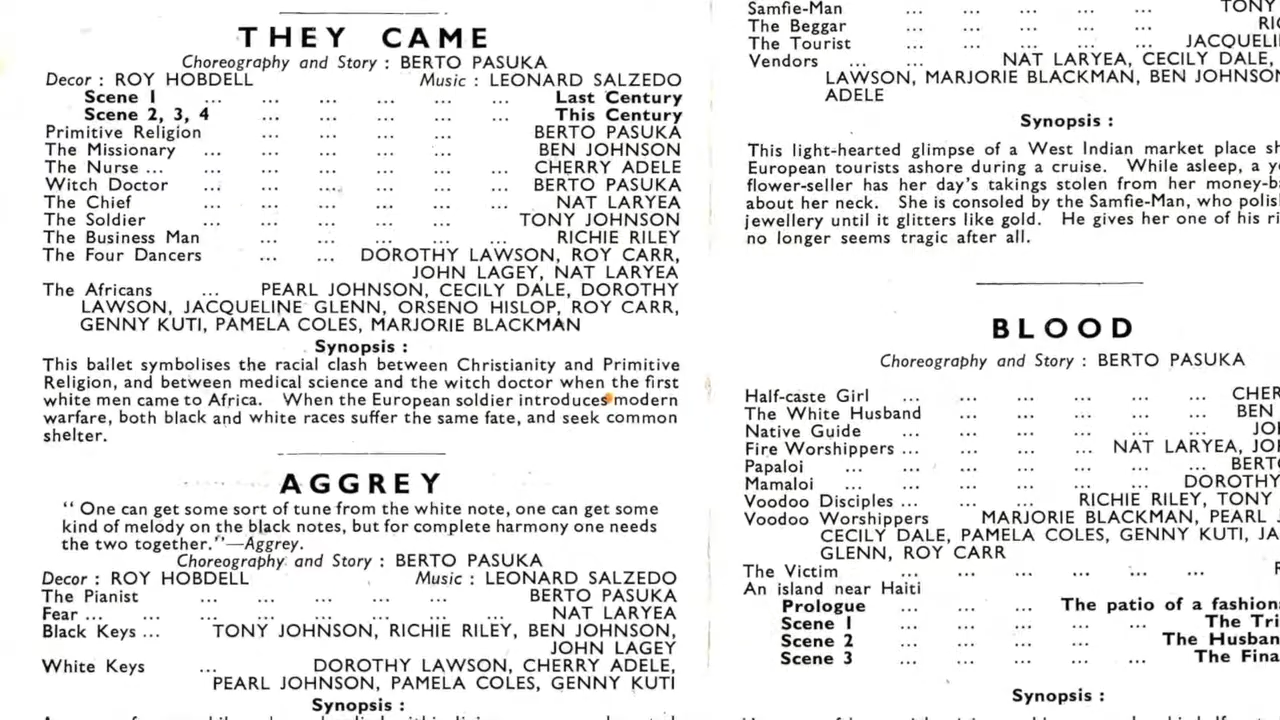 THEY CAME
Choreography and Story : BERTO PASUKA
Decor : ROY HOBDELL Music : LEONARD SALZEDO
Scene 1 ... ... ... ... ... ... Last Century
Scene 2, 3, 4 ... ... ... ... ... This Century
Primitive Religion ... ... ... ... BERTO PASUKA
The Missionary ... ... ... ... ... BEN JOHNSON
The Nurse ... ... ... ... ... ... CHERRY ADELE
Witch Doctor ... ... ... ... ... ... BERTO PASUKA
The Chief ... ... ... ... ... ... NAT LARYEA
The Soldier ... ... ... ... ... TONY JOHNSON
The Business Man ... ... ... ... ... RICHIE RILEY
The Four Dancers ... ... DOROTHY LAWSON, ROY CARR,
JOHN LAGEY, NAT LARYEA
The Africans ... PEARL JOHNSON, CECILY DALE, DOROTHY
LAWSON, JACQUELINE GLENN, ORSENO HISLOP, ROY CARR,
GENNY KUTI, PAMELA COLES, MARJORIE BLACKMAN
Synopsis :
This ballet symbolises the racial clash between Christianity and Primitive
Religion, and between medical science and the witch doctor when the first
white men came to Africa. When the European soldier introduces modern
warfare, both black and white races suffer the same fate, and seek common
shelter.
AGGREY
“ One can get some sort of tune from the white note, one can get some
kind of melody on the black notes, but for complete harmony one needs
the two together.”—Aggrey.
Choreography and Story : BERTO PASUKA
Decor : ROY HOBDELL Music : LEONARD SALZEDO
The Pianist ... ... ... ... ... ... BERTO PASUKA
Fear ... ... ... ... ... ... ... NAT LARYEA
Black Keys ... TONY JOHNSON, RICHIE RILEY, BEN JOHNSON,
JOHN LAGEY
White Keys ... DOROTHY LAWSON, CHERRY ADELE,
PEARL JOHNSON, PAMELA COLES, GENNY KUTI
Synopsis :
Samfie-Man ... ... ... ... ... TONY
The Beggar ... ... ... ... ...
The Tourist ... ... ... ... ...
Vendors ... ... NAT LARYEA, CECILY DALE,
LAWSON, MARJORIE BLACKMAN, BEN JOHNSON
ADELE
Synopsis :
This light-hearted glimpse of a West Indian market place
European tourists ashore during a cruise. While asleep, a
flower-seller has her day's takings stolen from her
about her neck. She is consoled by the Samfie-Man, who
jewellery until it glitters like gold. He gives her one of his
no longer seems tragic after all.
BLOOD
Choreography and Story : BERTO PASUKA
Half-caste Girl ... ... ... ... ...
The White Husband ... ... ... ... ... BEN
Native Guide ... ... ... ... ...
Fire Worshippers ... ... ... ... NAT LARYEA,
Papaloi ... ... ... ... ... ...
Mamaloi ... ... ... ... ... DOROTHY
Voodoo Disciples ... ... ... RICHIE RILEY, TONY
Voodoo Worshippers MARJORIE BLACKMAN, PEARL
CECILY DALE, PAMELA COLES, GENNY KUTI,
GLENN, ROY CARR
The Victim ... ... ... ... ... ...
An island near Haiti
Prologue ... ... ... The patio of a
Scene 1 ... ... ... ... ... The
Scene 2 ... ... ... ... The
Scene 3 ... ... ... ... ... The
Synopsis :